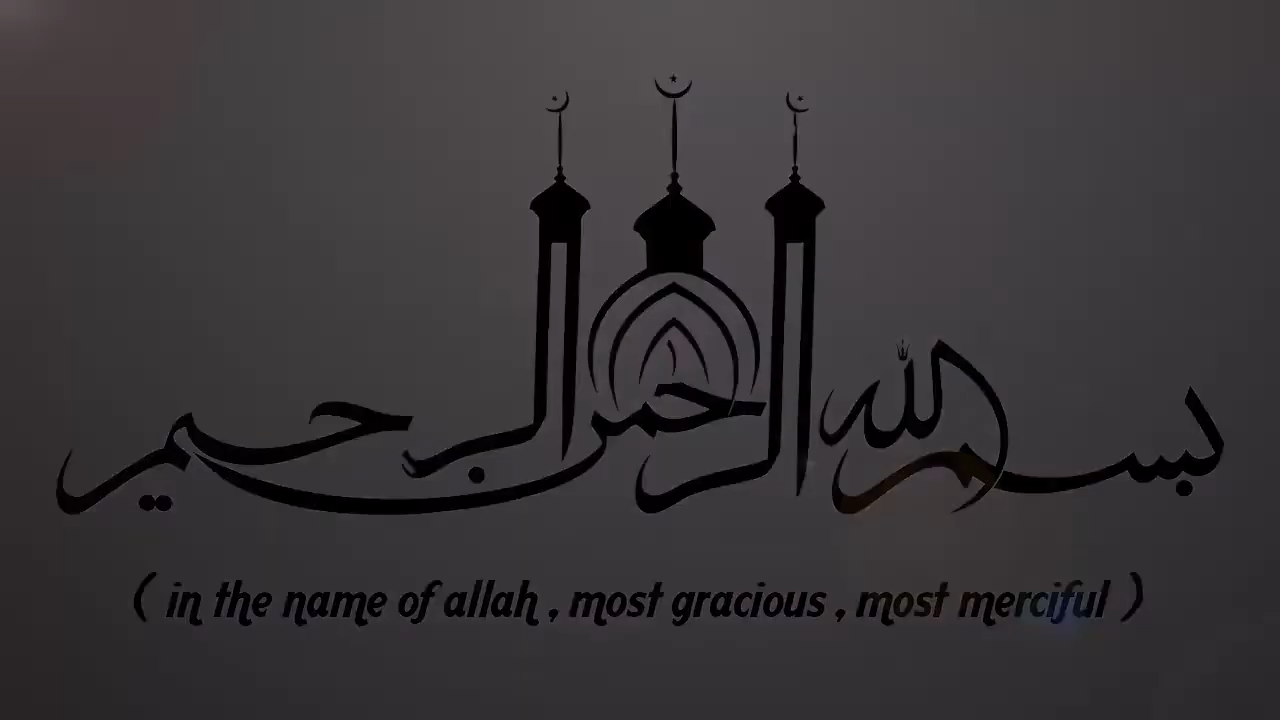 بسم الله الرحمن الرحيم
( in the name of allah , most gracious , most merciful )